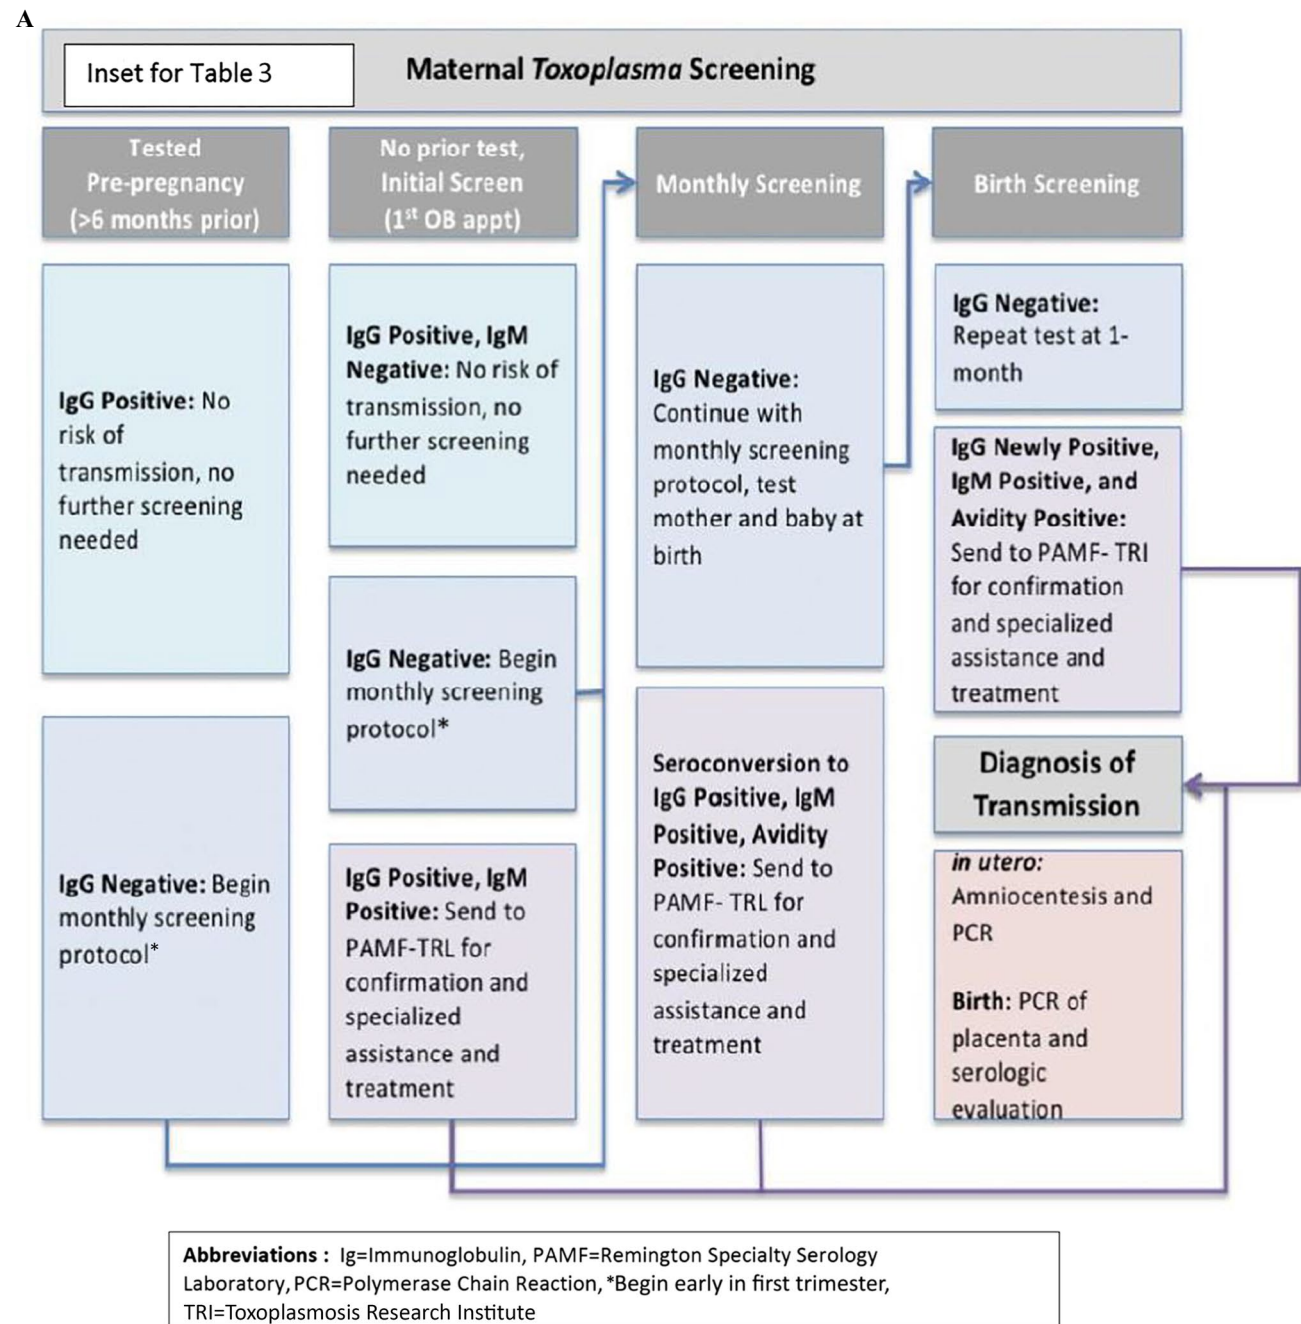 A
Inset for Table 3
Maternal Toxoplasma Screening
Tested
Pre-pregnancy
(>6 months prior)
IgG Positive: No
risk of
transmission, no
further screening
needed
IgG Negative: Begin
monthly screening
protocol*
No prior test,
Initial Screen
(1st OB appt)
IgG Positive, IgM
Negative: No risk of
transmission, no
further screening
needed
IgG Negative: Begin
monthly screening
protocol*
IgG Positive, IgM
Positive: Send to
PAMF-TRL for
confirmation and
specialized
assistance and
treatment
Monthly Screening
IgG Negative:
Continue with
monthly screening
protocol, test
mother and baby at
birth
Seroconversion to
IgG Positive, IgM
Positive, Avidity
Positive: Send to
PAMF- TRL for
confirmation and
specialized
assistance and
treatment
Birth Screening
IgG Negative:
Repeat test at 1-
month
IgG Newly Positive,
IgM Positive, and
Avidity Positive:
Send to PAMF- TRI
for confirmation
and specialized
assistance and
treatment
Diagnosis of
Transmission
in utero:
Amniocentesis and
PCR
Birth: PCR of
placenta and
serologic
evaluation
Abbreviations : Ig=Immunoglobulin, PAMF=Remington Specialty Serology
Laboratory, PCR=Polymerase Chain Reaction, *Begin early in first trimester,
TRI=Toxoplasmosis Research Institute